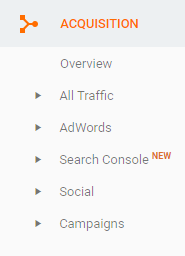 ACQUISITION
Overview
All Traffic
AdWords
Search Console NEW
Social
Campaigns